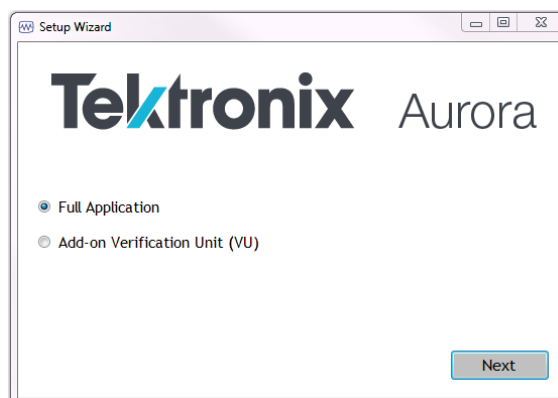 Setup Wizard
Tektronix Aurora
Full Application
Add-on Verification Unit (VU)
Next